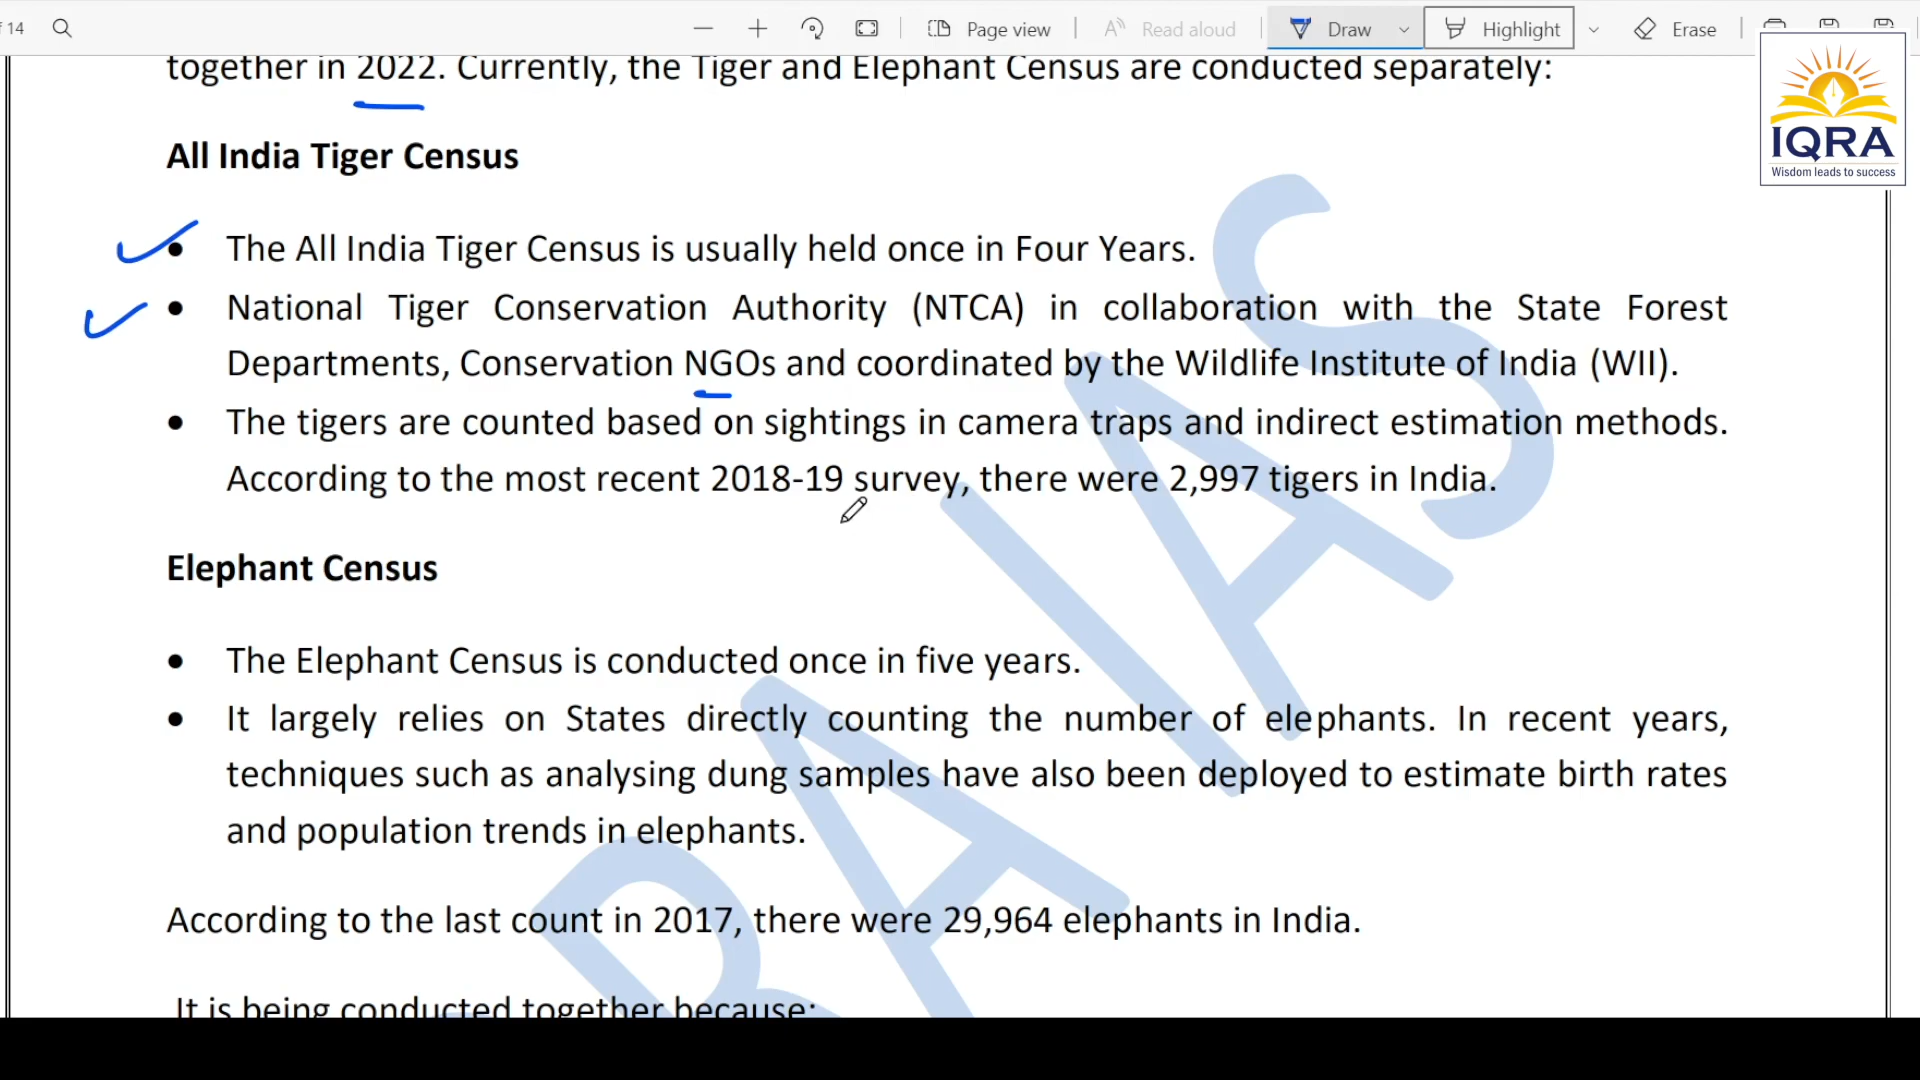 14
Page view
Read aloud
Draw
Highlight
Erase
together in 2022. Currently, the Tiger and Elephant Census are conducted separately:
IQRA
Wisdom leads to success
All India Tiger Census
• The All India Tiger Census is usually held once in Four Years.
• National Tiger Conservation Authority (NTCA) in collaboration with the State Forest
Departments, Conservation NGOs and coordinated by the Wildlife Institute of India (WII).
• The tigers are counted based on sightings in camera traps and indirect estimation methods.
According to the most recent 2018-19 survey, there were 2,997 tigers in India.
Elephant Census
• The Elephant Census is conducted once in five years.
• It largely relies on States directly counting the number of elephants. In recent years,
techniques such as analysing dung samples have also been deployed to estimate birth rates
and population trends in elephants.
According to the last count in 2017, there were 29,964 elephants in India.
It is being conducted together because:
RA IAS